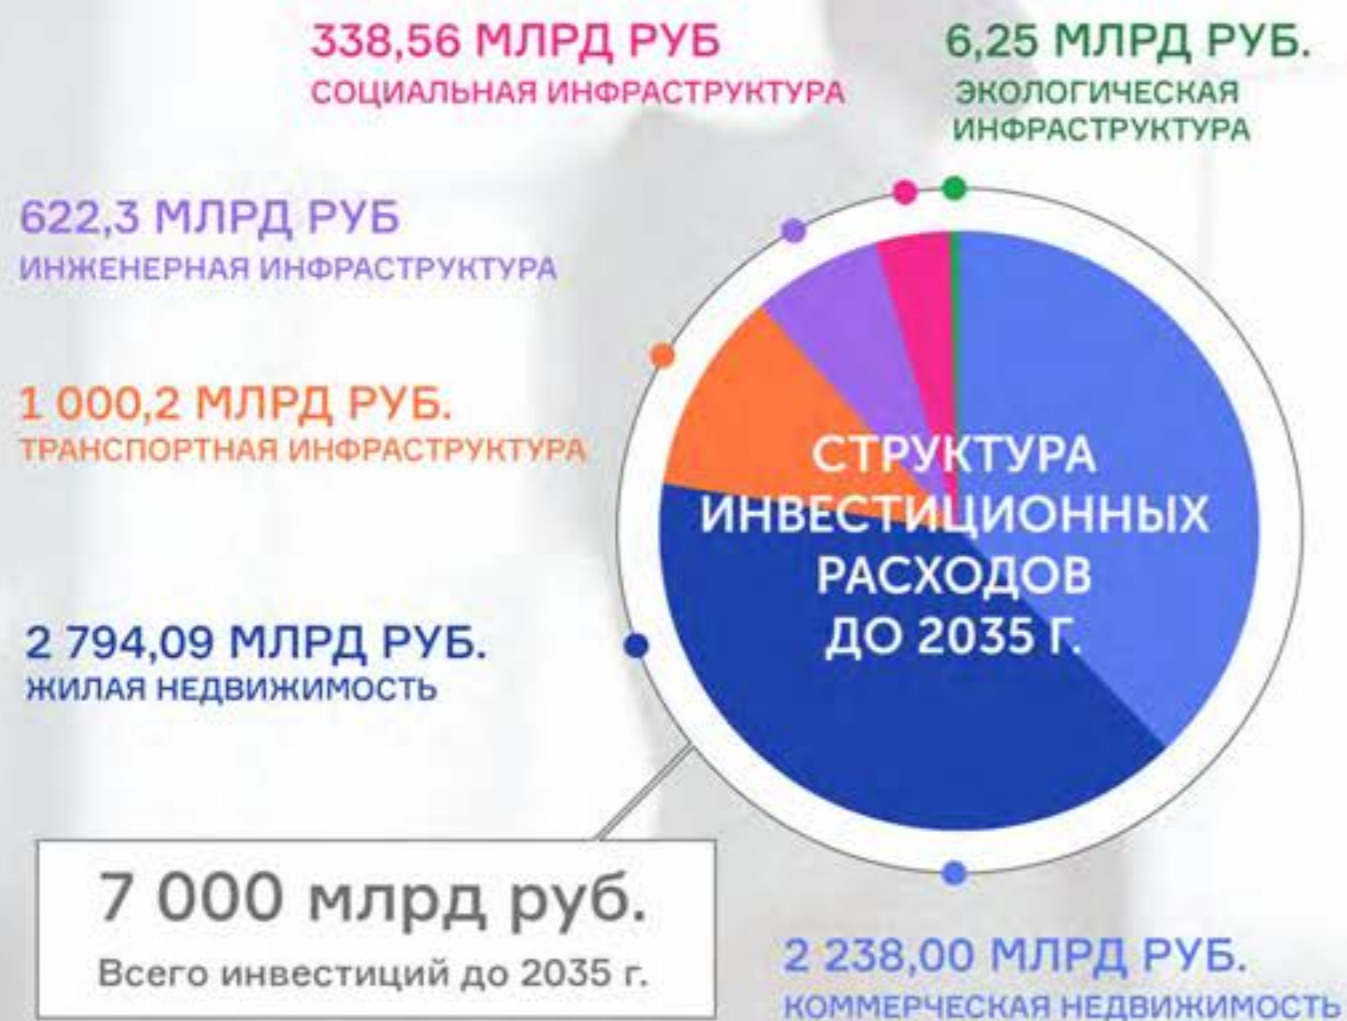 338,56 МЛРД РУБ
СОЦИАЛЬНАЯ ИНФРАСТРУКТУРА
6,25 МЛРД РУБ.
ЭКОЛОГИЧЕСКАЯ
ИНФРАСТРУКТУРА
622,3 МЛРД РУБ
ИНЖЕНЕРНАЯ ИНФРАСТРУКТУРА
1 000,2 МЛРД РУБ.
ТРАНСПОРТНАЯ ИНФРАСТРУКТУРА
СТРУКТУРА
ИНВЕСТИЦИОННЫХ
РАСХОДОВ
ДО 2035 Г.
2 794,09 МЛРД РУБ.
ЖИЛАЯ НЕДВИЖИМОСТЬ
7 000 млрд руб.
Всего инвестиций до 2035 г.
2 238,00 МЛРД РУБ.
КОММЕРЧЕСКАЯ НЕДВИЖИМОСТЬ